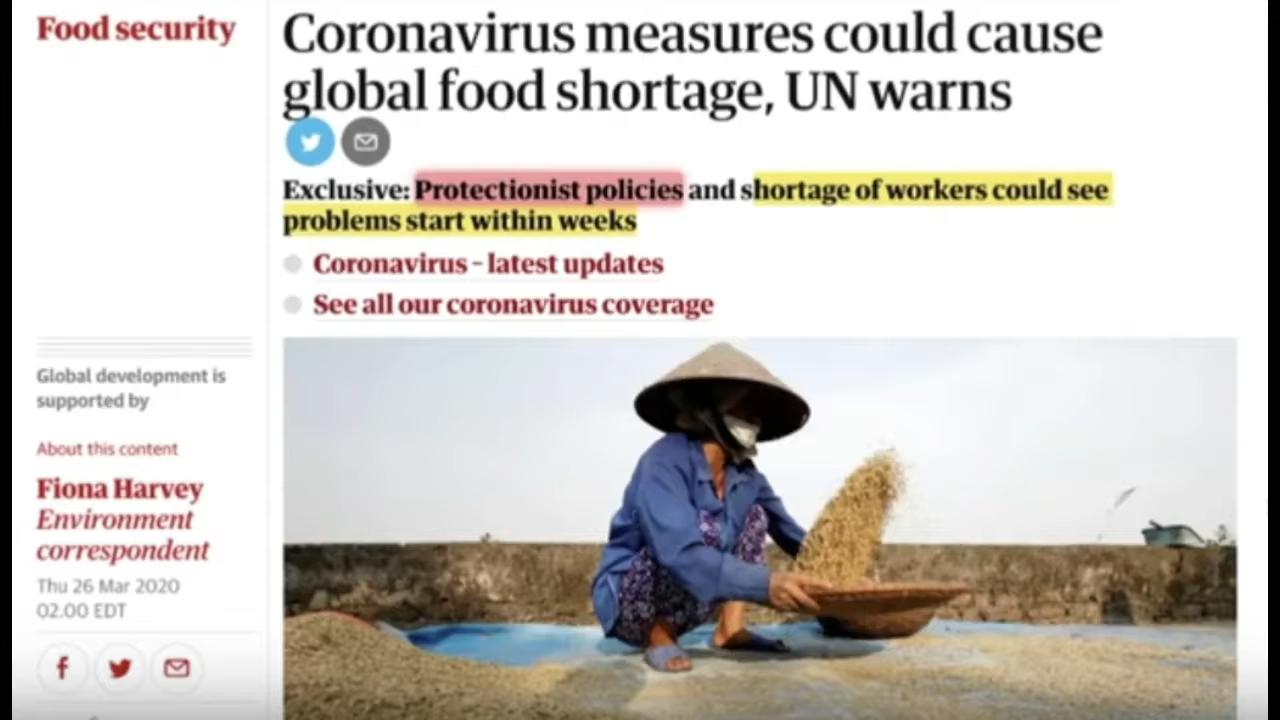 Food security
Coronavirus measures could cause
global food shortage, UN warns
Exclusive: Protectionist policies and shortage of workers could see
problems start within weeks
Coronavirus – latest updates
See all our coronavirus coverage
Global development is
supported by
About this content
Fiona Harvey
Environment
correspondent
Thu 26 Mar 2020
02.00 EDT